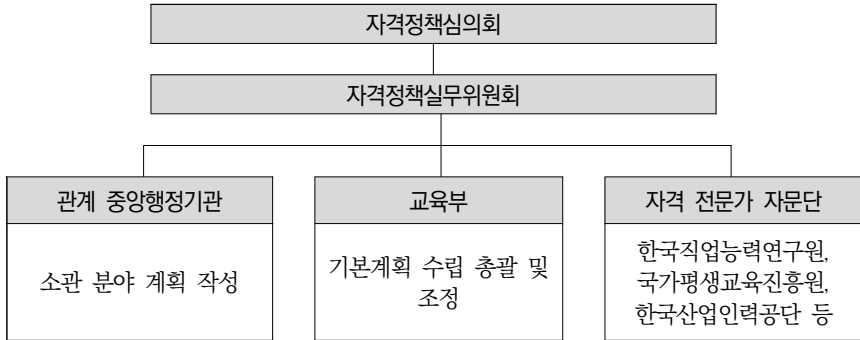 자격정책심의회
자격정책실무위원회
관계 중앙행정기관
소관 분야 계획 작성
교육부
기본계획 수립 총괄 및
조정
자격 전문가 자문단
한국직업능력연구원,
국가평생교육진흥원,
한국산업인력공단 등